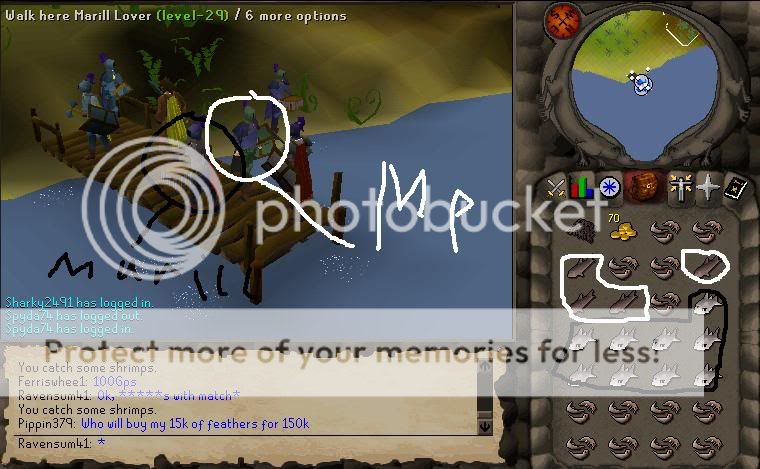 Walk here Marill Lover (level-29) / 6 more options
Me
Marill
70
photobucket
Sharky2491 has logged in.
Spyda74 has logged out.
Spyda74 has logged in.
Protect more of your memories for less!
You catch some shrimps.
Ferriswhee1: 100Gps
Ravensum41: Ok, *****s with match*
You catch some shrimps.
Pippin379: Who will buy my 15k of feathers for 150k
Ravensum41: *